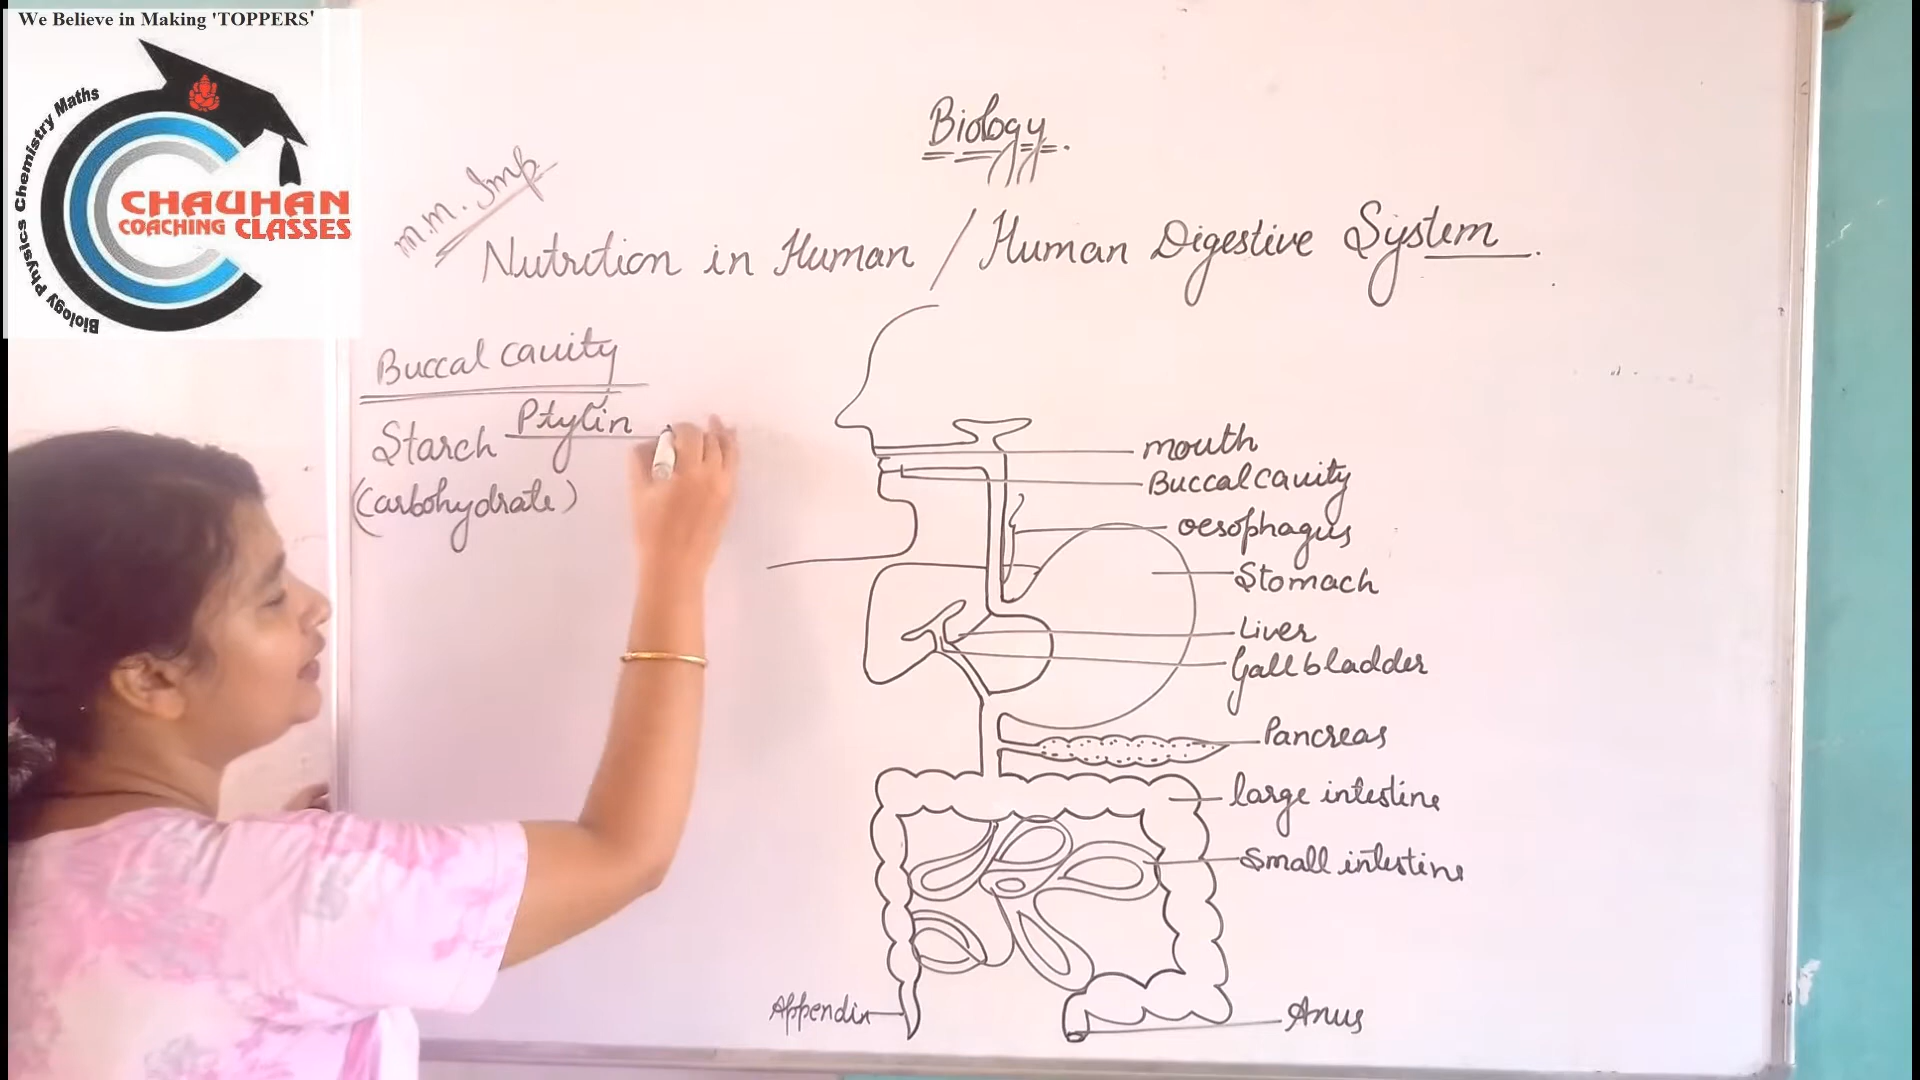 We Believe in Making 'TOPPERS'
Biology Physics Chemistry Maths
CHAUHAN
COACHING CLASSES
Biology.
M.M. Imp
Nutrition in Human / Human Digestive System.
Buccal cavity
Starch Ptylin
(Carbohydrate)
mouth
Buccal cavity
oesophagus
Stomach
Liver
Gall bladder
Pancreas
large intestine
Small intestine
Appendix
Anus